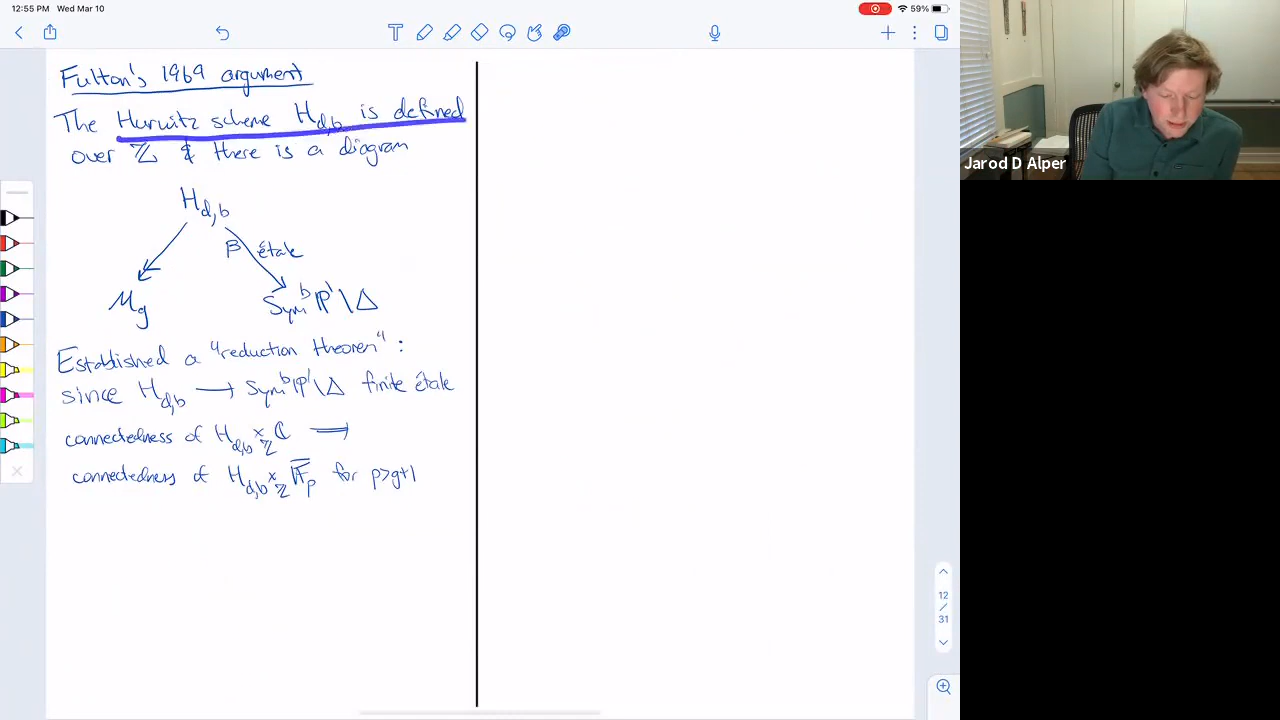 12:55 PM Wed Mar 10
59%
Fulton's 1969 argument
The Hurwitz scheme H_{d,b} is defined
over ℤ & there is a diagram
H_{d,b}
β étale
M_g
Sym^b ℙ^1 \ Δ
Established a "reduction theorem" :
since H_{d,b} → Sym^b ℙ^1 \ Δ finite étale
connectedness of H_{d,b} ×_ℤ ℂ ⟹
connectedness of H_{d,b} ×_ℤ F̄_p for p>g+1
12
/
31
Jarod D Alper